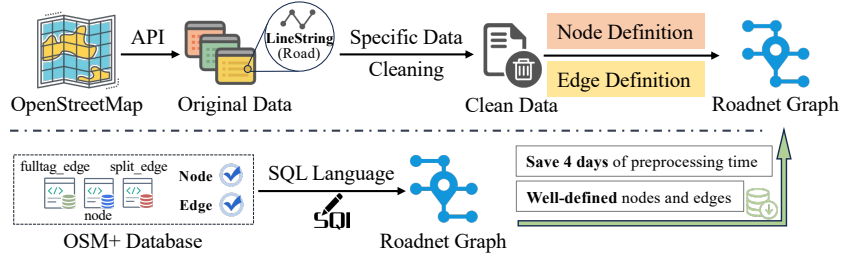 API
LineString
(Road)
Specific Data
Cleaning
Node Definition
Edge Definition
OpenStreetMap
Original Data
Clean Data
Roadnet Graph
fulltag_edge
split_edge
node
Node
Edge
OSM+ Database
SQL Language
SQL
Roadnet Graph
Save 4 days of preprocessing time
Well-defined nodes and edges